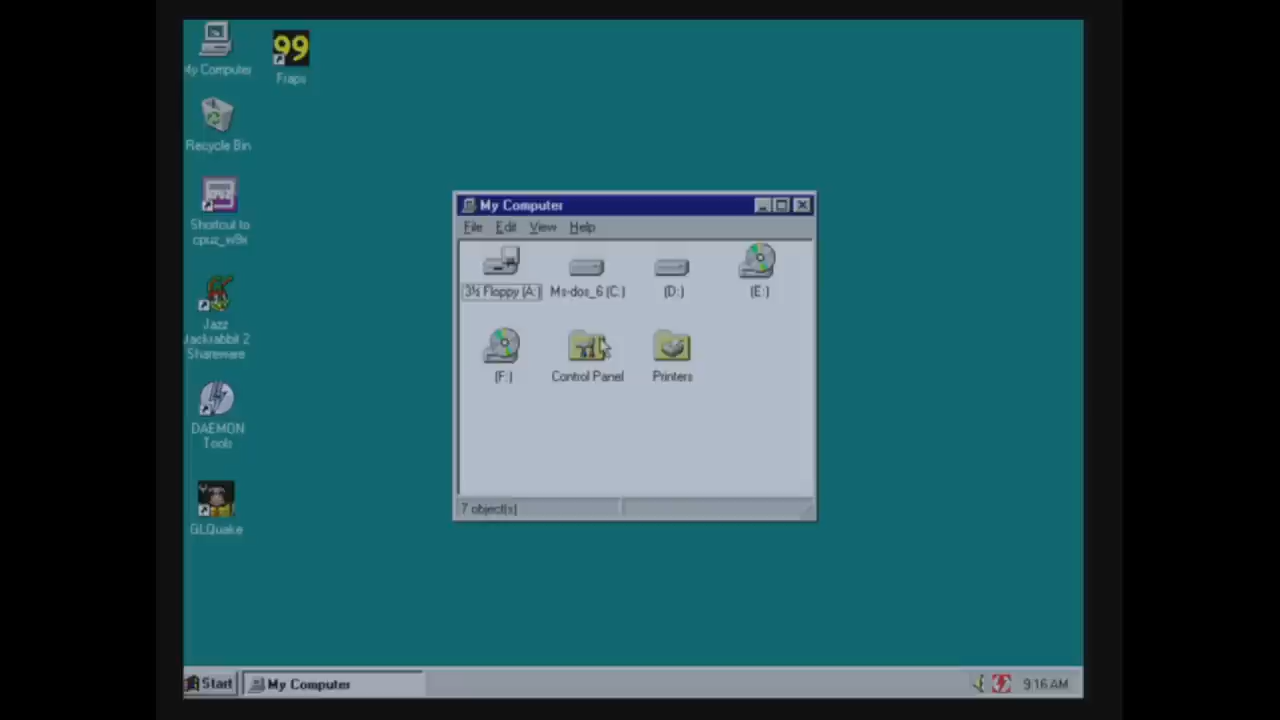 My Computer
99
Fraps
Recycle Bin
Shortcut to
cpuz_w9x
Jazz
Jackrabbit 2
Shareware
DAEMON
Tools
GLQuake
My Computer
File Edit View Help
3½ Floppy (A:) Ms-dos_6 (C:) (D:) (E:)
(F:) Control Panel Printers
7 object(s)
Start My Computer 9:16 AM